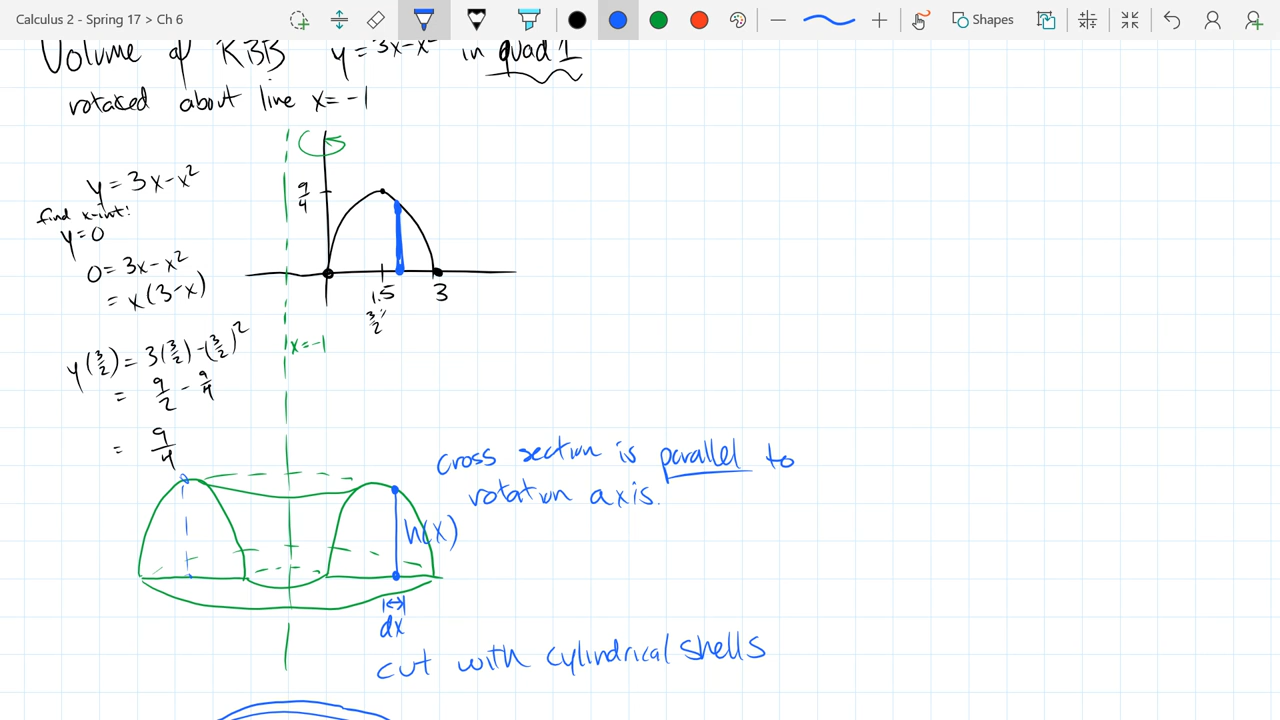 Calculus 2 - Spring 17 > Ch 6
Shapes
Volume of RBB y = 3x-x² in quad 1
rotated about line x=-1
y = 3x-x²
find x-int:
y=0
0 = 3x-x²
= x(3-x)
y(3/2) = 3(3/2) - (3/2)²
= 9/2 - 9/4
= 9/4
9/4
1.5
3/2
3
x=-1
cross section is parallel to
rotation axis.
h(x)
dx
cut with cylindrical shells